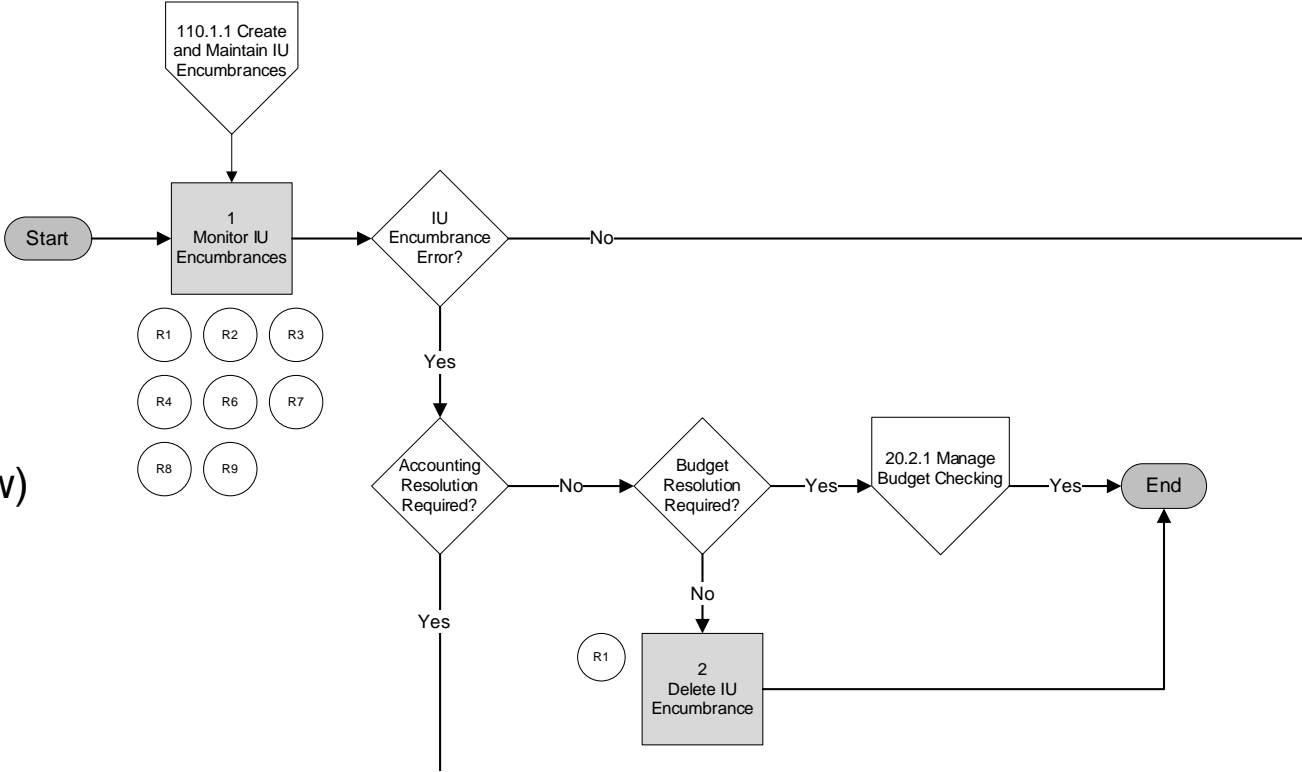 110.1.1 Create
and Maintain IU
Encumbrances
Start
1
Monitor IU
Encumbrances
IU
Encumbrance
Error?
No
R1 R2 R3
R4 R6 R7
R8 R9
Yes
w)
Accounting
Resolution
Required?
No
Budget
Resolution
Required?
Yes
20.2.1 Manage
Budget Checking
Yes
End
Yes
No
R1
2
Delete IU
Encumbrance